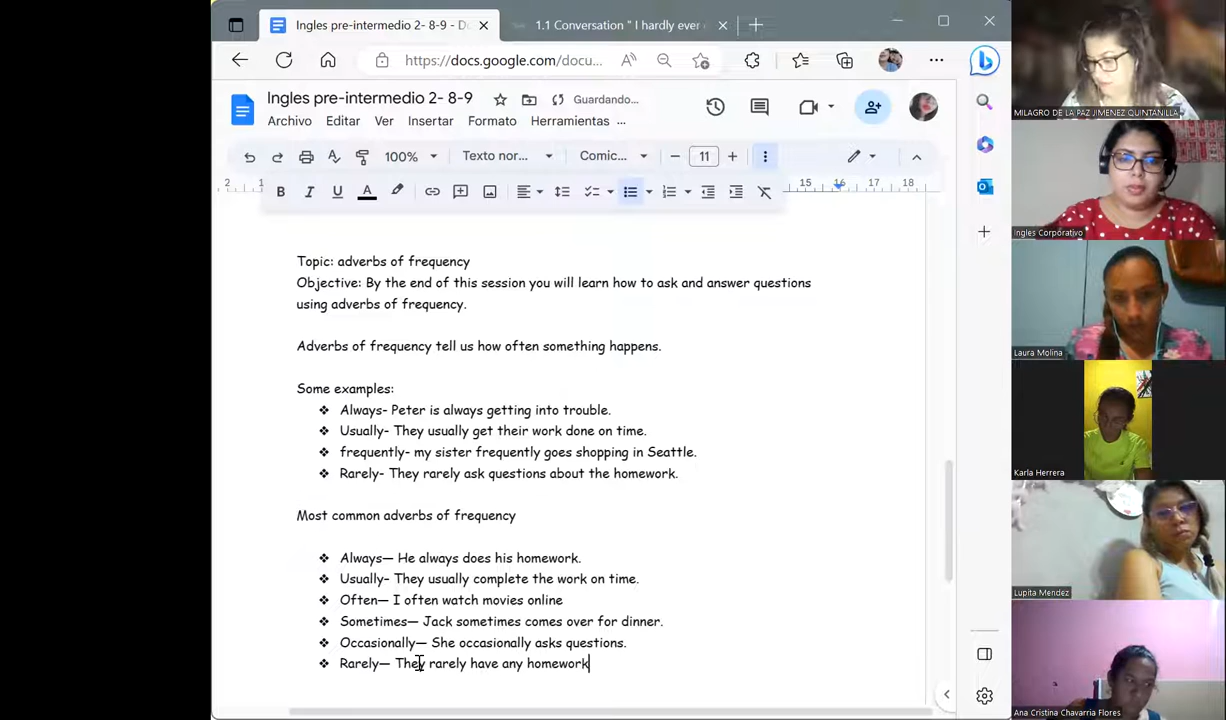 Ingles pre-intermedio 2- 8-9 - Do
1.1 Conversation " I hardly ever
https://docs.google.com/docu...
Ingles pre-intermedio 2- 8-9
Guardando...
Archivo Editar Ver Insertar Formato Herramientas ...
100% Texto nor... Comic... 11
2 1 15 16 17 18
Topic: adverbs of frequency
Objective: By the end of this session you will learn how to ask and answer questions
using adverbs of frequency.
Adverbs of frequency tell us how often something happens.
Some examples:
❖ Always- Peter is always getting into trouble.
❖ Usually- They usually get their work done on time.
❖ frequently- my sister frequently goes shopping in Seattle.
❖ Rarely- They rarely ask questions about the homework.
Most common adverbs of frequency
❖ Always— He always does his homework.
❖ Usually- They usually complete the work on time.
❖ Often— I often watch movies online
❖ Sometimes— Jack sometimes comes over for dinner.
❖ Occasionally— She occasionally asks questions.
❖ Rarely— They rarely have any homework
MILAGRO DE LA PAZ JIMENEZ QUINTANILLA
Ingles Corporativo
Laura Molina
Karla Herrera
Lupita Mendez
Ana Cristina Chavarria Flores